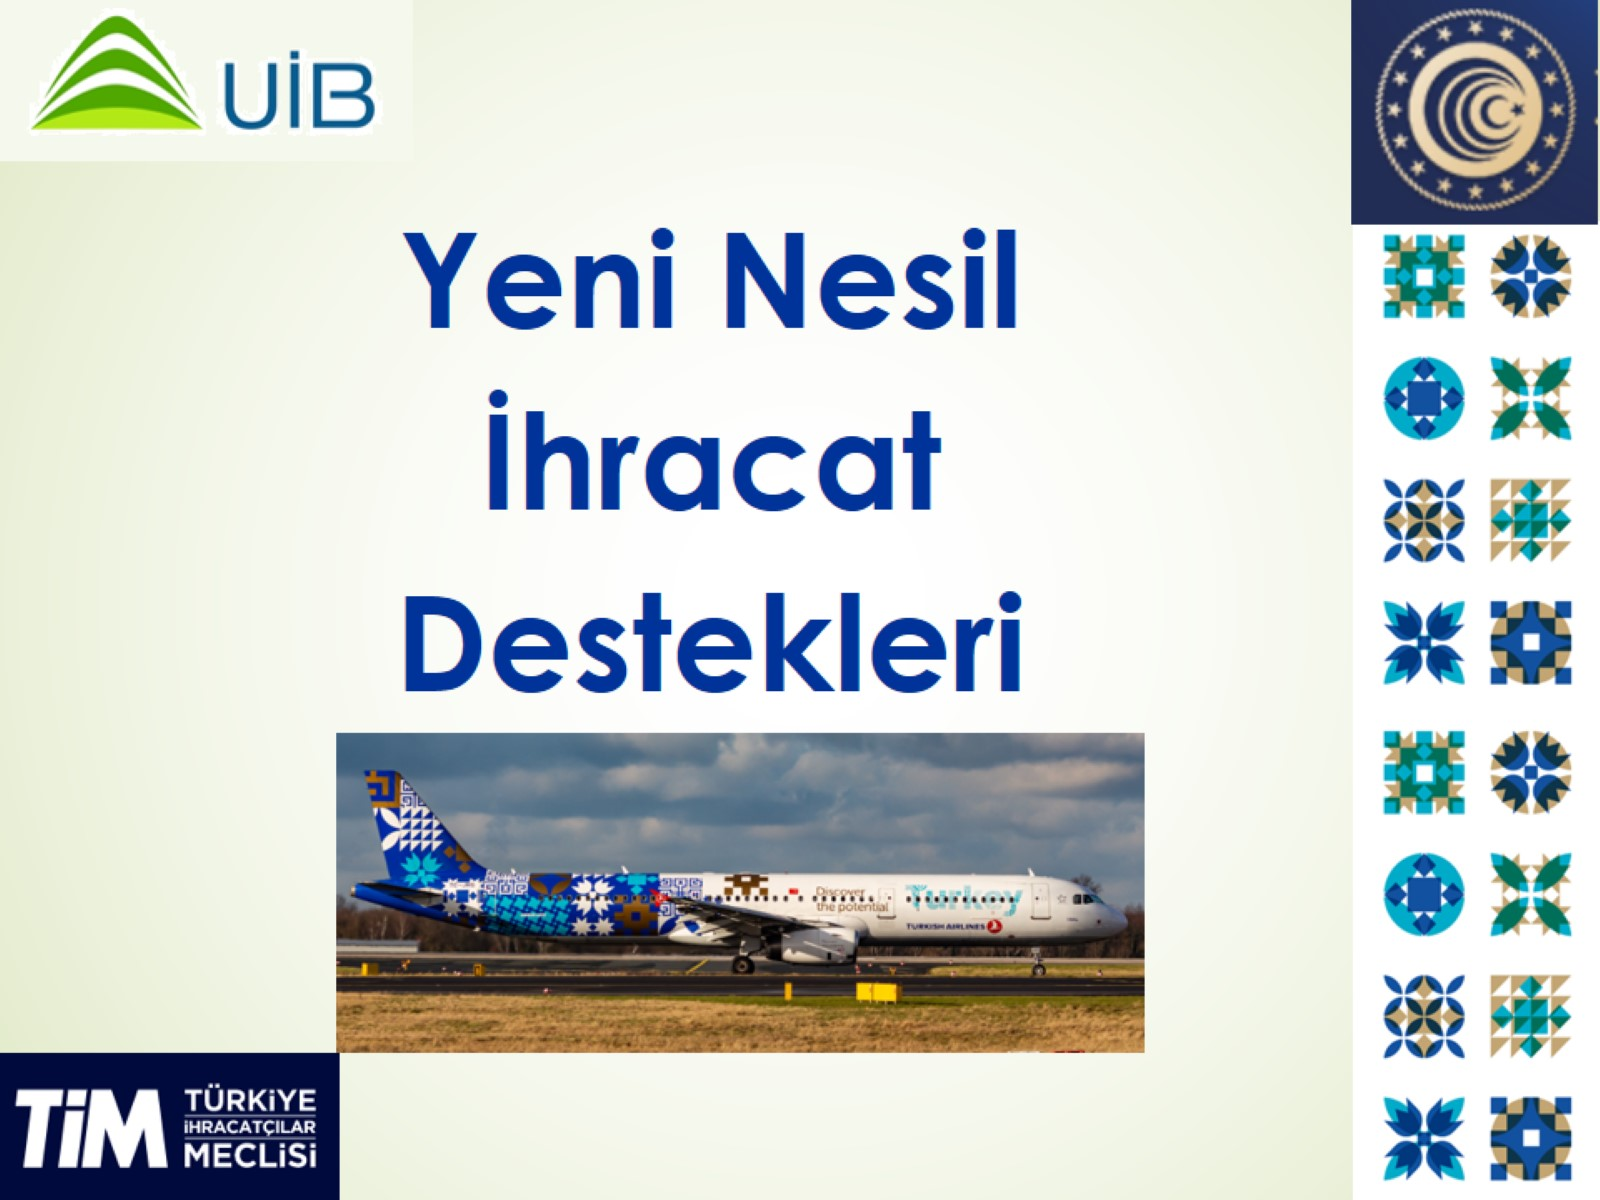 UİB
Yeni Nesil
İhracat
Destekleri
Discover
the potential
Turkey
TURKISH AIRLINES
TİM
TÜRKİYE
İHRACATÇILAR
MECLİSİ